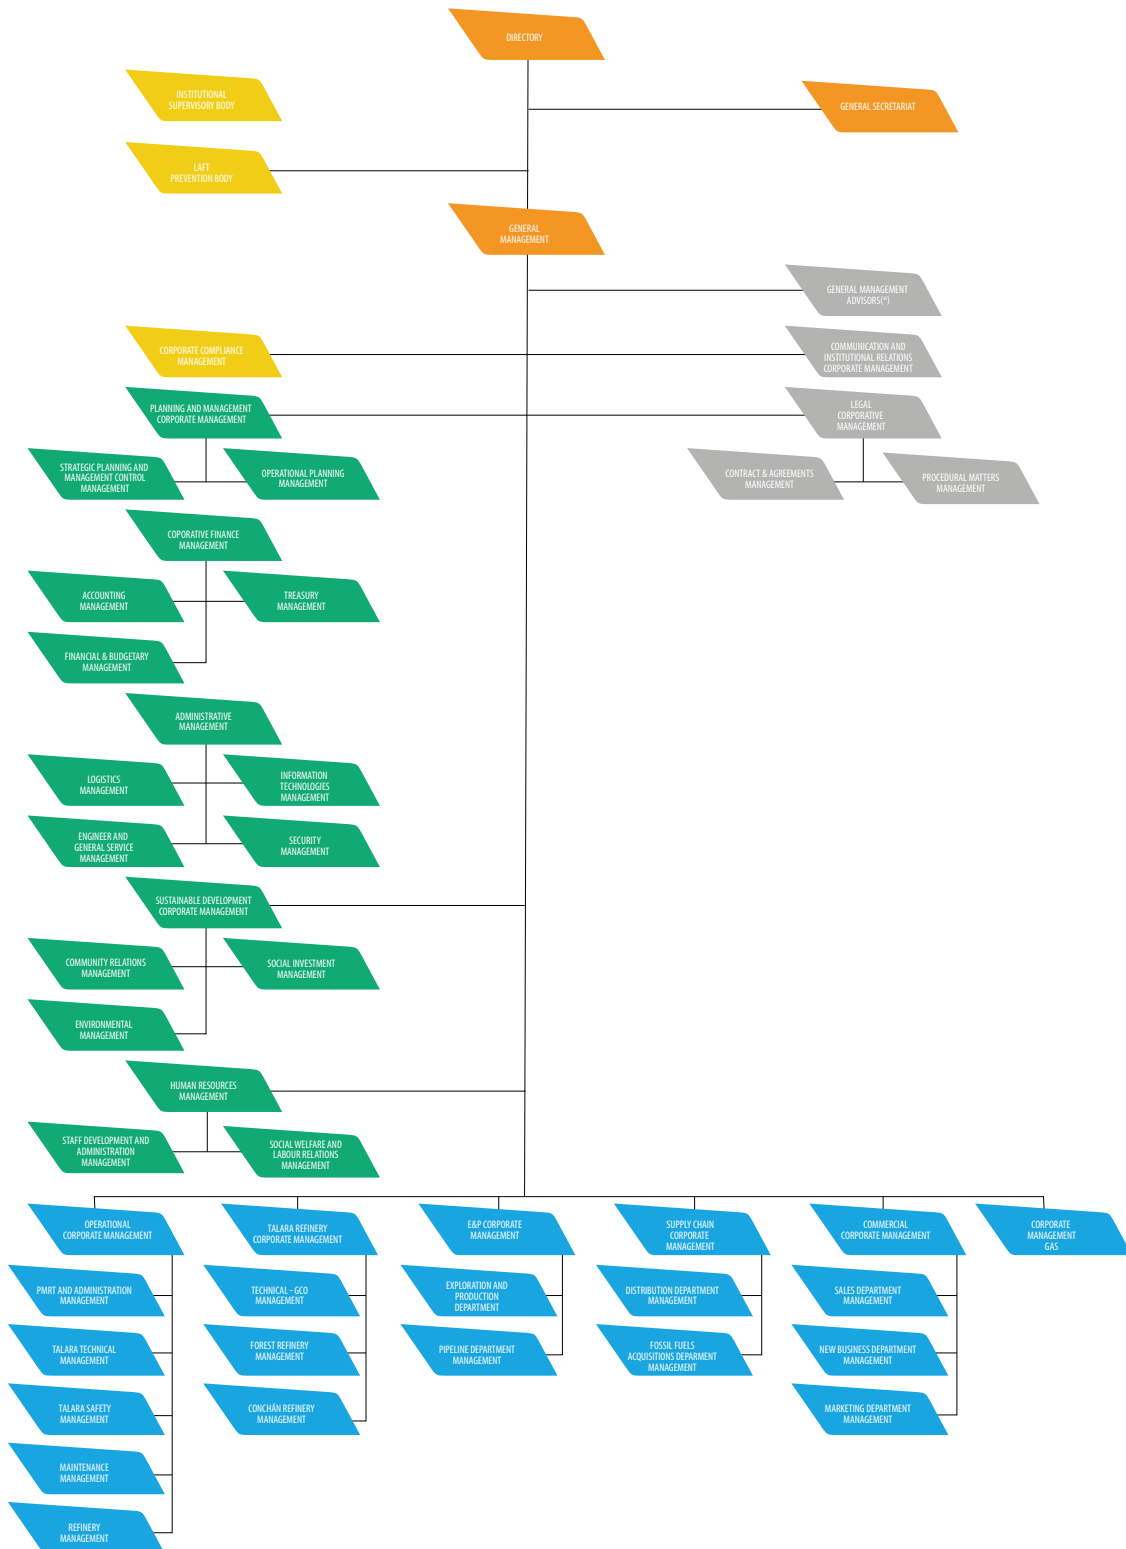 DIRECTORY
INSTITUTIONAL
SUPERVISORY BODY
GENERAL SECRETARIAT
LAFT
PREVENTION BODY
GENERAL
MANAGEMENT
GENERAL MANAGEMENT
ADVISORS(*)
CORPORATE COMPLIANCE
MANAGEMENT
COMMUNICATION AND
INSTITUTIONAL RELATIONS
CORPORATE MANAGEMENT
PLANNING AND MANAGEMENT
CORPORATE MANAGEMENT
LEGAL
CORPORATIVE
MANAGEMENT
STRATEGIC PLANNING AND
MANAGEMENT CONTROL
MANAGEMENT
OPERATIONAL PLANNING
MANAGEMENT
CONTRACT & AGREEMENTS
MANAGEMENT
PROCEDURAL MATTERS
MANAGEMENT
COPORATIVE FINANCE
MANAGEMENT
ACCOUNTING
MANAGEMENT
TREASURY
MANAGEMENT
FINANCIAL & BUDGETARY
MANAGEMENT
ADMINISTRATIVE
MANAGEMENT
LOGISTICS
MANAGEMENT
INFORMATION
TECHNOLOGIES
MANAGEMENT
ENGINEER AND
GENERAL SERVICE
MANAGEMENT
SECURITY
MANAGEMENT
SUSTAINABLE DEVELOPMENT
CORPORATE MANAGEMENT
COMMUNITY RELATIONS
MANAGEMENT
SOCIAL INVESTMENT
MANAGEMENT
ENVIRONMENTAL
MANAGEMENT
HUMAN RESOURCES
MANAGEMENT
STAFF DEVELOPMENT AND
ADMINISTRATION
MANAGEMENT
SOCIAL WELFARE AND
LABOUR RELATIONS
MANAGEMENT
OPERATIONAL
CORPORATE MANAGEMENT
TALARA REFINERY
CORPORATE MANAGEMENT
E&P CORPORATE
MANAGEMENT
SUPPLY CHAIN
CORPORATE
MANAGEMENT
COMMERCIAL
CORPORATE MANAGEMENT
CORPORATE
MANAGEMENT
GAS
PMRT AND ADMINISTRATION
MANAGEMENT
TECHNICAL - GCO
MANAGEMENT
EXPLORATION AND
PRODUCTION
DEPARTMENT
DISTRIBUTION DEPARTMENT
MANAGEMENT
SALES DEPARTMENT
MANAGEMENT
TALARA TECHNICAL
MANAGEMENT
FOREST REFINERY
MANAGEMENT
PIPELINE DEPARTMENT
MANAGEMENT
FOSSIL FUELS
ACQUISITIONS DEPARMENT
MANAGEMENT
NEW BUSINESS DEPARTMENT
MANAGEMENT
TALARA SAFETY
MANAGEMENT
CONCHÁN REFINERY
MANAGEMENT
MARKETING DEPARTMENT
MANAGEMENT
MAINTENANCE
MANAGEMENT
REFINERY
MANAGEMENT